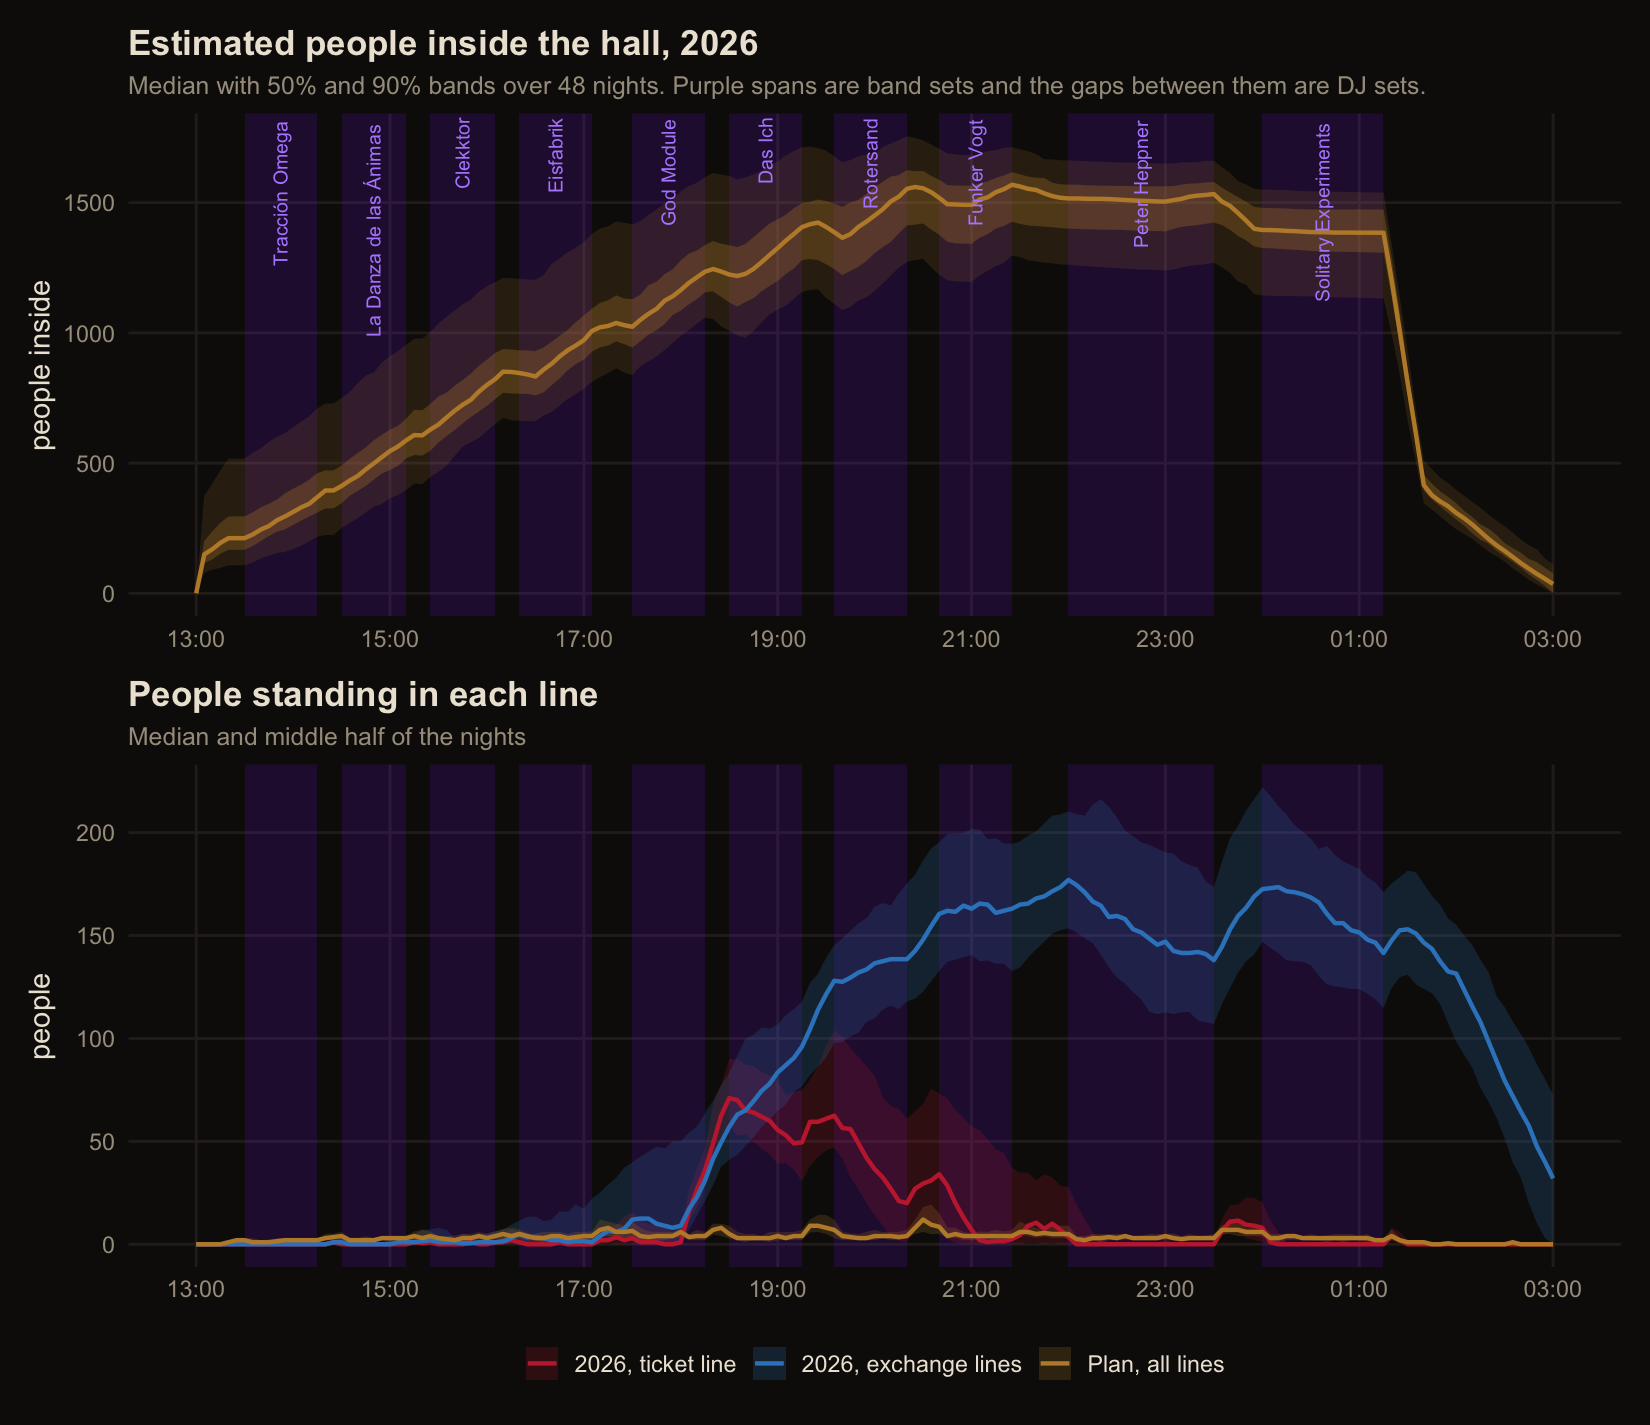 Estimated people inside the hall, 2026
Median with 50% and 90% bands over 48 nights. Purple spans are band sets and the gaps between them are DJ sets.
Tracción Omega
La Danza de las Ánimas
Clekktor
Eisfabrik
God Module
Das Ich
Rotersand
Funker Vogt
Peter Heppner
Solitary Experiments
people inside
1500
1000
500
0
13:00 15:00 17:00 19:00 21:00 23:00 01:00 03:00
People standing in each line
Median and middle half of the nights
people
200
150
100
50
0
13:00 15:00 17:00 19:00 21:00 23:00 01:00 03:00
2026, ticket line 2026, exchange lines Plan, all lines